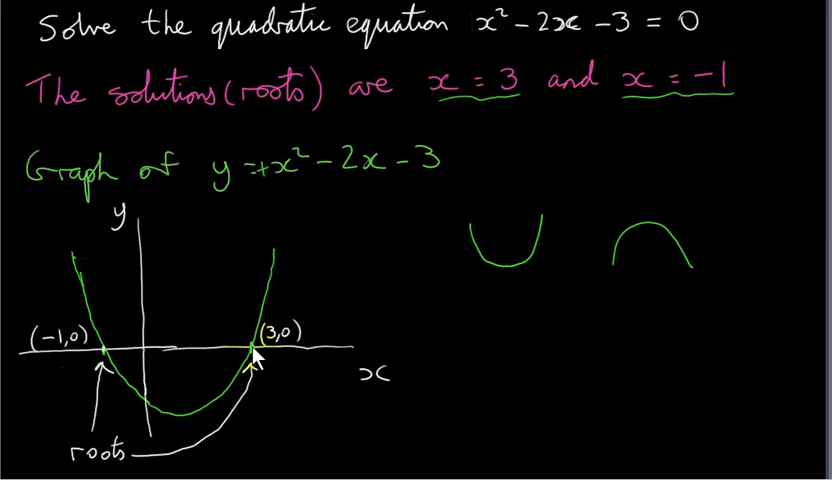 Solve the quadratic equation x² - 2x - 3 = 0
The solutions (roots) are x = 3 and x = -1
Graph of y = +x² - 2x - 3
y
(-1,0) (3,0)
x
roots